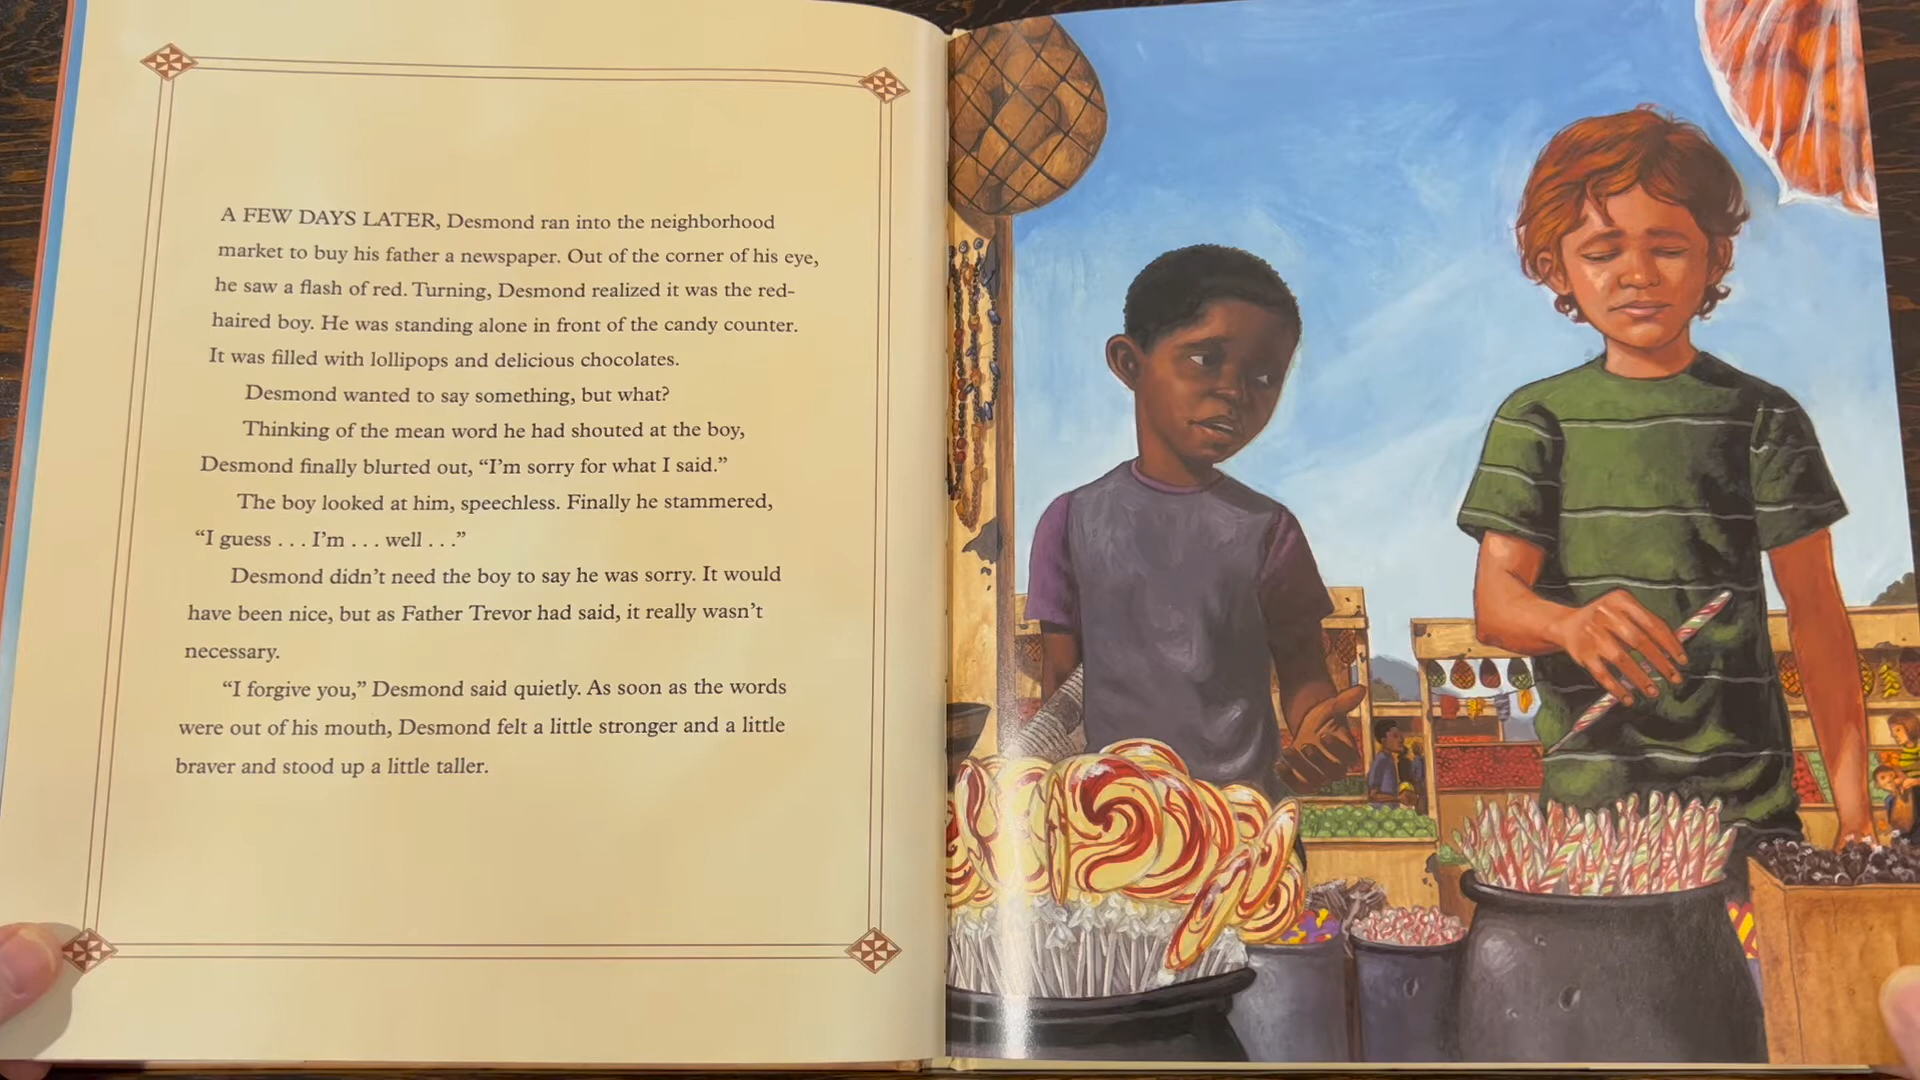 A FEW DAYS LATER, Desmond ran into the neighborhood
market to buy his father a newspaper. Out of the corner of his eye,
he saw a flash of red. Turning, Desmond realized it was the red-
haired boy. He was standing alone in front of the candy counter.
It was filled with lollipops and delicious chocolates.
Desmond wanted to say something, but what?
Thinking of the mean word he had shouted at the boy,
Desmond finally blurted out, “I’m sorry for what I said.”
The boy looked at him, speechless. Finally he stammered,
“I guess . . . I’m . . . well . . .”
Desmond didn’t need the boy to say he was sorry. It would
have been nice, but as Father Trevor had said, it really wasn’t
necessary.
“I forgive you,” Desmond said quietly. As soon as the words
were out of his mouth, Desmond felt a little stronger and a little
braver and stood up a little taller.